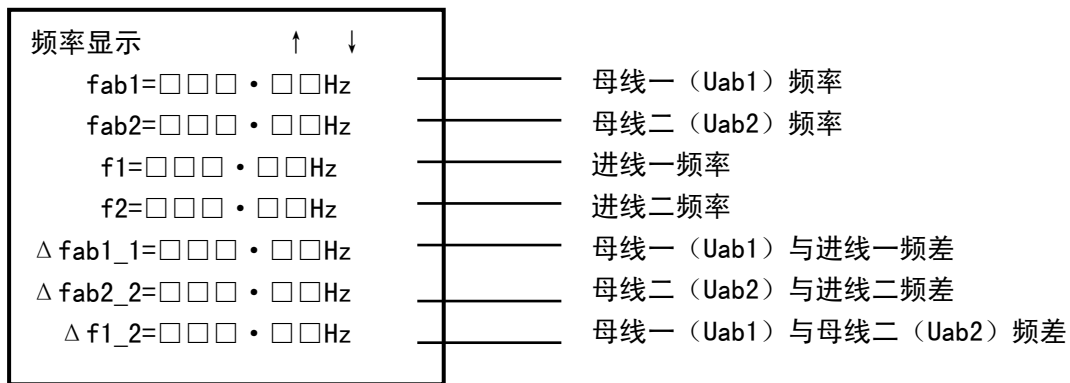 频率显示 ↑ ↓
fab1=□□□·□□Hz 母线一（Uab1）频率
fab2=□□□·□□Hz 母线二（Uab2）频率
f1=□□□·□□Hz 进线一频率
f2=□□□·□□Hz 进线二频率
Δfab1_1=□□□·□□Hz 母线一（Uab1）与进线一频差
Δfab2_2=□□□·□□Hz 母线二（Uab2）与进线二频差
Δf1_2=□□□·□□Hz 母线一（Uab1）与母线二（Uab2）频差